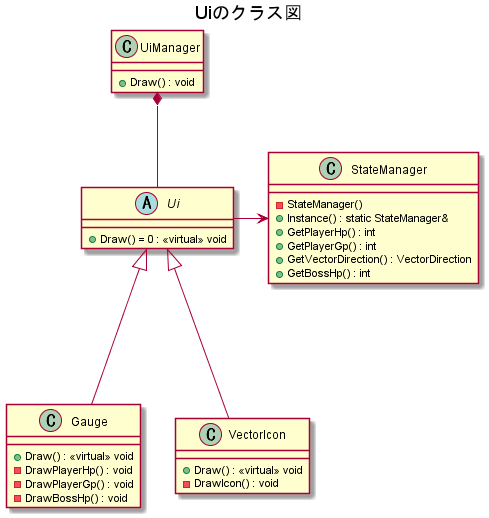 Uiのクラス図
C UiManager
Draw() : void
A Ui
Draw() = 0 : «virtual» void
C StateManager
StateManager()
Instance() : static StateManager&
GetPlayerHp() : int
GetPlayerGp() : int
GetVectorDirection() : VectorDirection
GetBossHp() : int
C Gauge
Draw() : «virtual» void
DrawPlayerHp() : void
DrawPlayerGp() : void
DrawBossHp() : void
C VectorIcon
Draw() : «virtual» void
DrawIcon() : void